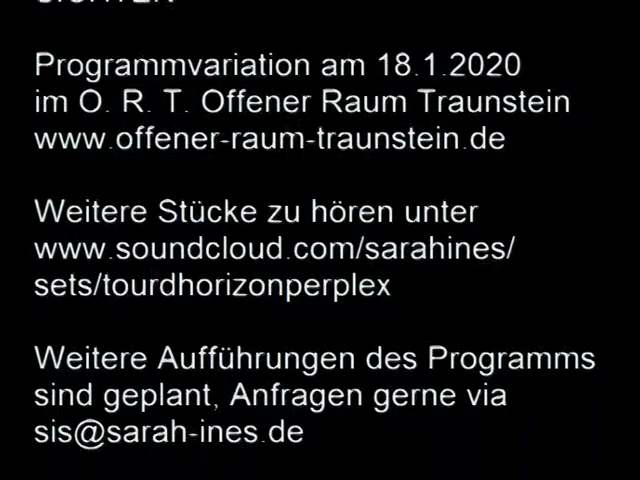 Programmvariation am 18.1.2020
im O. R. T. Offener Raum Traunstein
www.offener-raum-traunstein.de
Weitere Stücke zu hören unter
www.soundcloud.com/sarahines/
sets/tourdhorizonperplex
Weitere Aufführungen des Programms
sind geplant, Anfragen gerne via
sis@sarah-ines.de